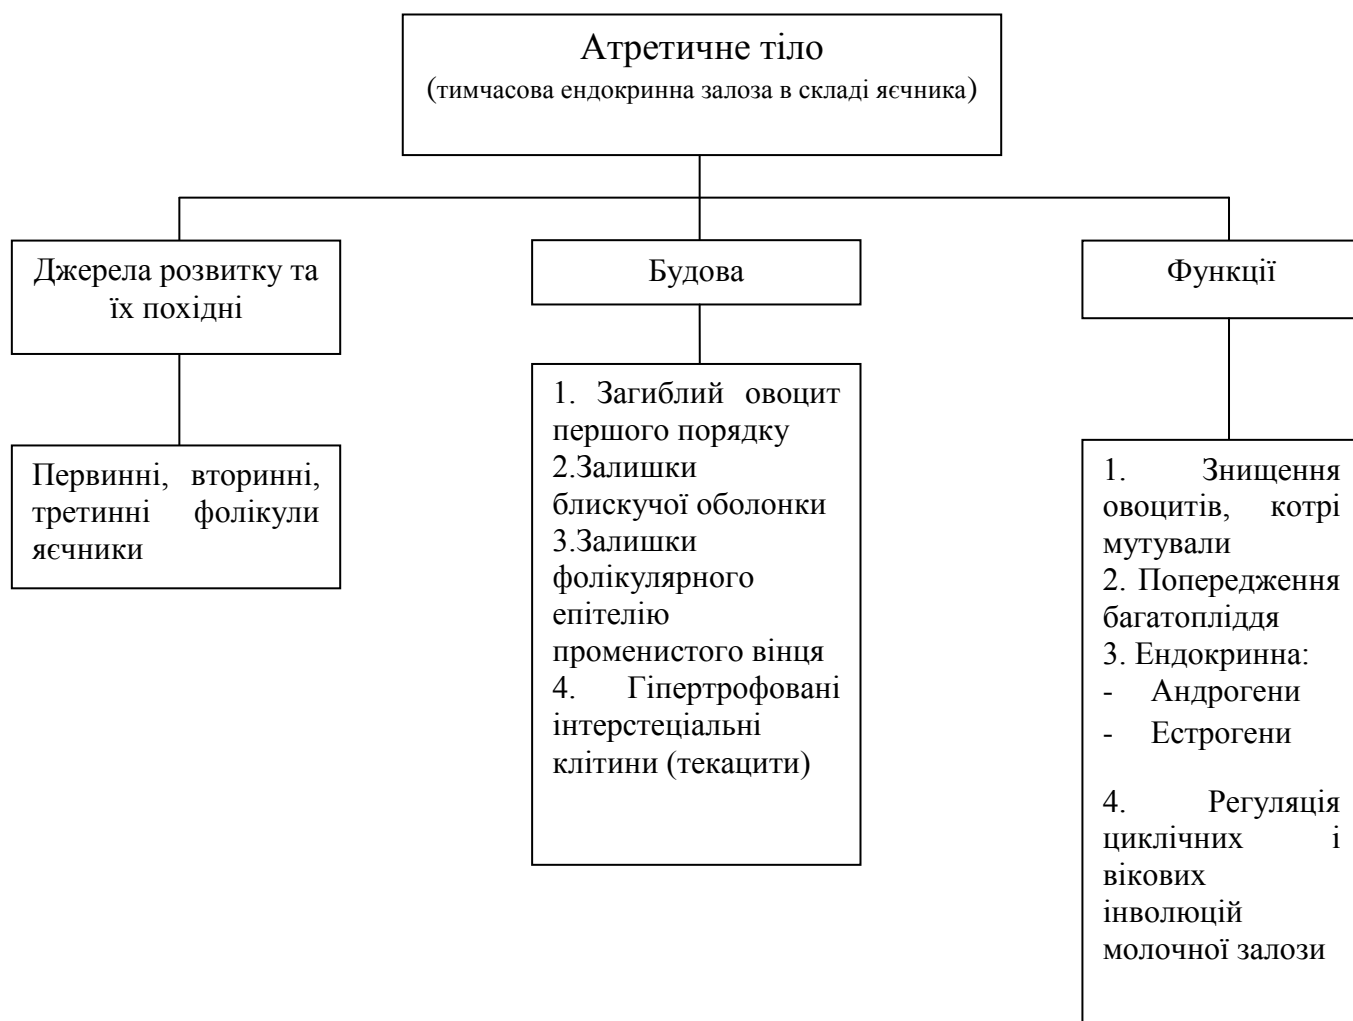 Атретичне тіло
(тимчасова ендокринна залоза в складі яєчника)
Джерела розвитку та
їх похідні
Будова
Функції
Первинні, вторинні,
третинні фолікули
яєчники
1. Загиблий овоцит
першого порядку
2.Залишки
блискучої оболонки
3.Залишки
фолікулярного
епітелію
променистого вінця
4. Гіпертрофовані
інтерстеціальні
клітини (текацити)
1. Знищення
овоцитів, котрі
мутували
2. Попередження
багатопліддя
3. Ендокринна:
- Андрогени
- Естрогени
4. Регуляція
циклічних і
вікових
інволюцій
молочної залози